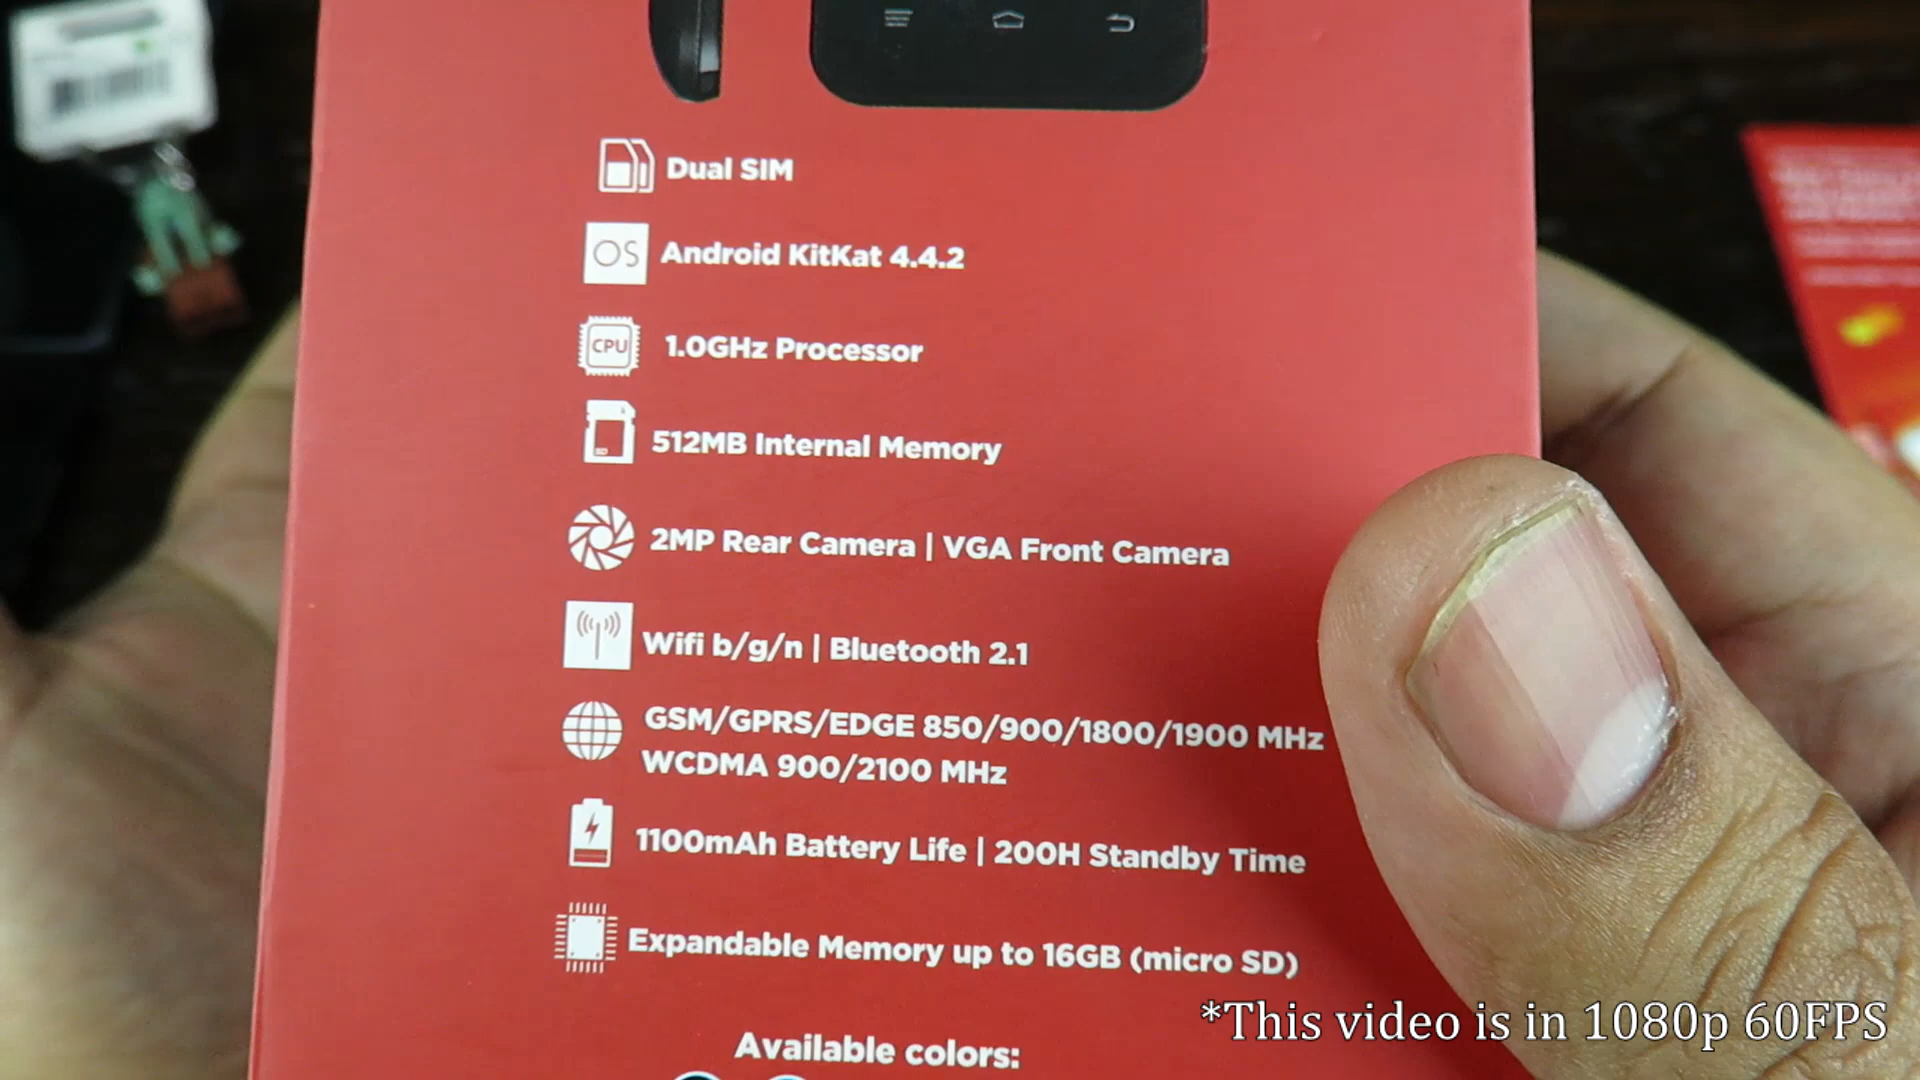 Dual SIM
OS
Android KitKat 4.4.2
CPU
1.0GHz Processor
SD
512MB Internal Memory
2MP Rear Camera | VGA Front Camera
Wifi b/g/n | Bluetooth 2.1
GSM/GPRS/EDGE 850/900/1800/1900 MHz
WCDMA 900/2100 MHz
1100mAh Battery Life | 200H Standby Time
Expandable Memory up to 16GB (micro SD)
Available colors:
*This video is in 1080p 60FPS